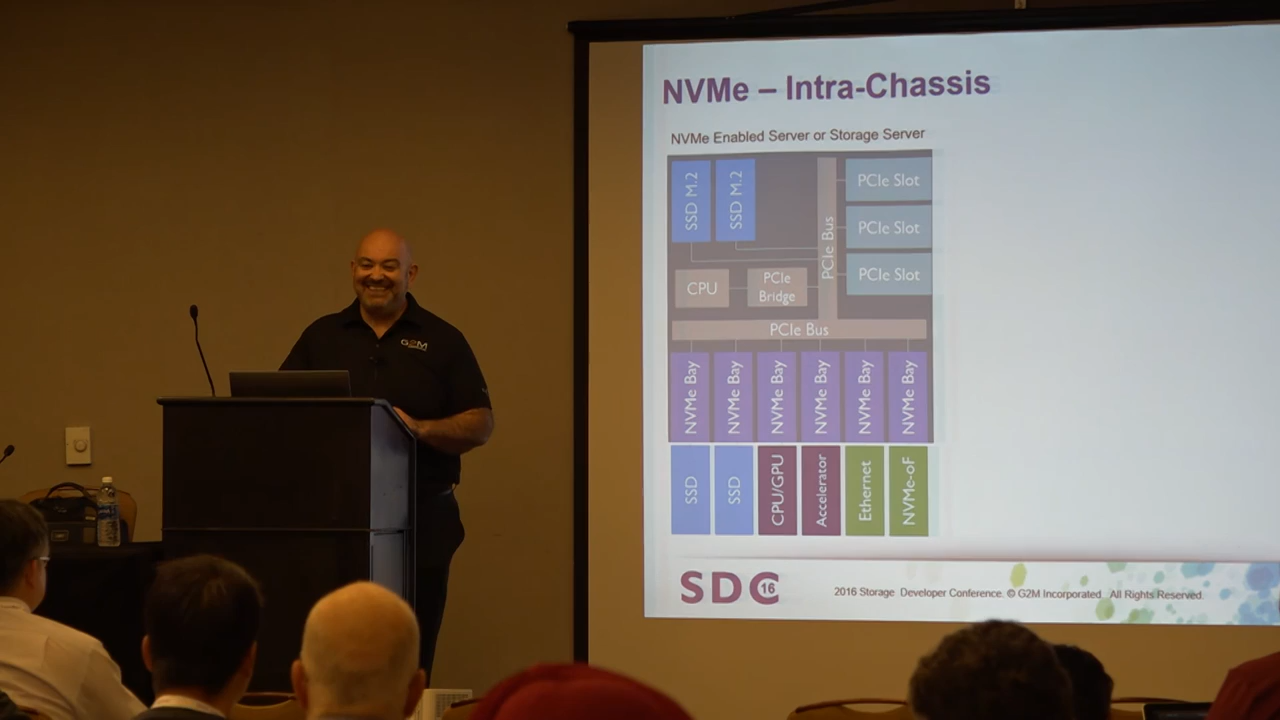 NVMe – Intra-Chassis
NVMe Enabled Server or Storage Server
SSD M.2
SSD M.2
PCIe Bus
PCIe Slot
PCIe Slot
PCIe Slot
CPU
PCIe
Bridge
PCIe Bus
NVMe Bay
NVMe Bay
NVMe Bay
NVMe Bay
NVMe Bay
NVMe Bay
SSD
SSD
CPU/GPU
Accelerator
Ethernet
NVMe-oF
SDC 16
2016 Storage Developer Conference. © G2M Incorporated. All Rights Reserved.
G2M